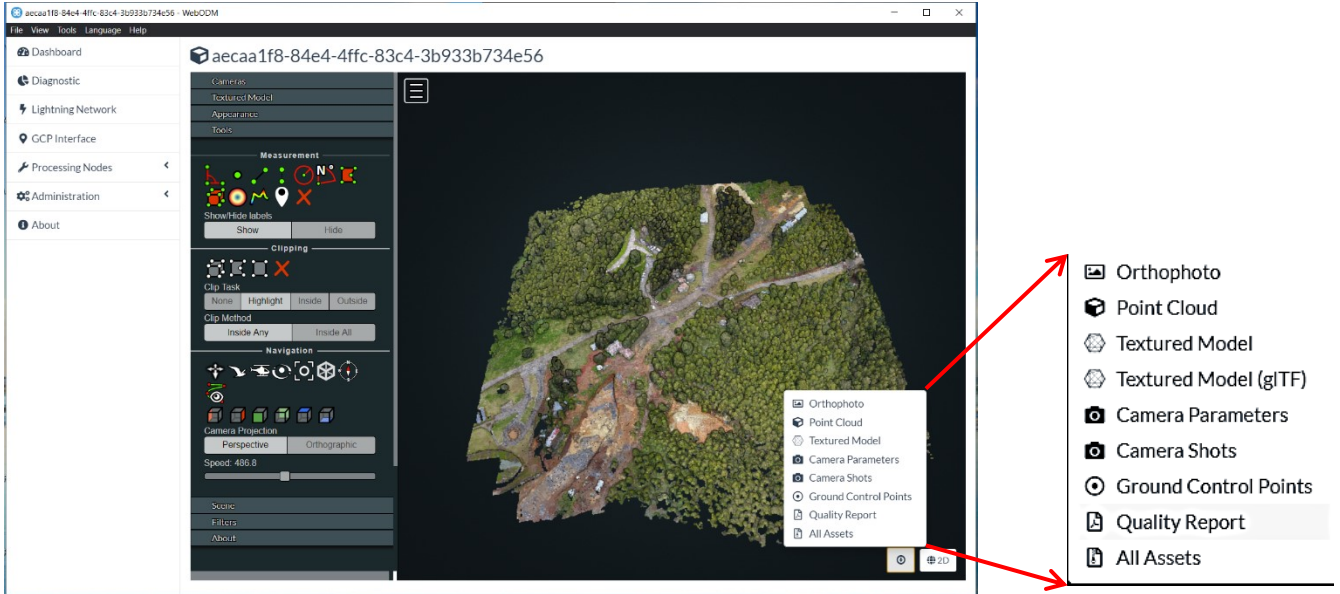 aecaa1f8-84e4-4ffc-83c4-3b933b734e56 - WebODM
File View Tools Language Help
Dashboard
Diagnostic
Lightning Network
GCP Interface
Processing Nodes
Administration
About
aecaa1f8-84e4-4ffc-83c4-3b933b734e56
Cameras
Textured Model
Appearance
Tools
Measurement
N°
Show/Hide labels
Show Hide
Clipping
Clip Task
None Highlight Inside Outside
Clip Method
Inside Any Inside All
Navigation
Camera Projection
Perspective Orthographic
Speed: 486.8
Scene
Filters
About
Orthophoto
Point Cloud
Textured Model
Camera Parameters
Camera Shots
Ground Control Points
Quality Report
All Assets
2D
Orthophoto
Point Cloud
Textured Model
Textured Model (glTF)
Camera Parameters
Camera Shots
Ground Control Points
Quality Report
All Assets